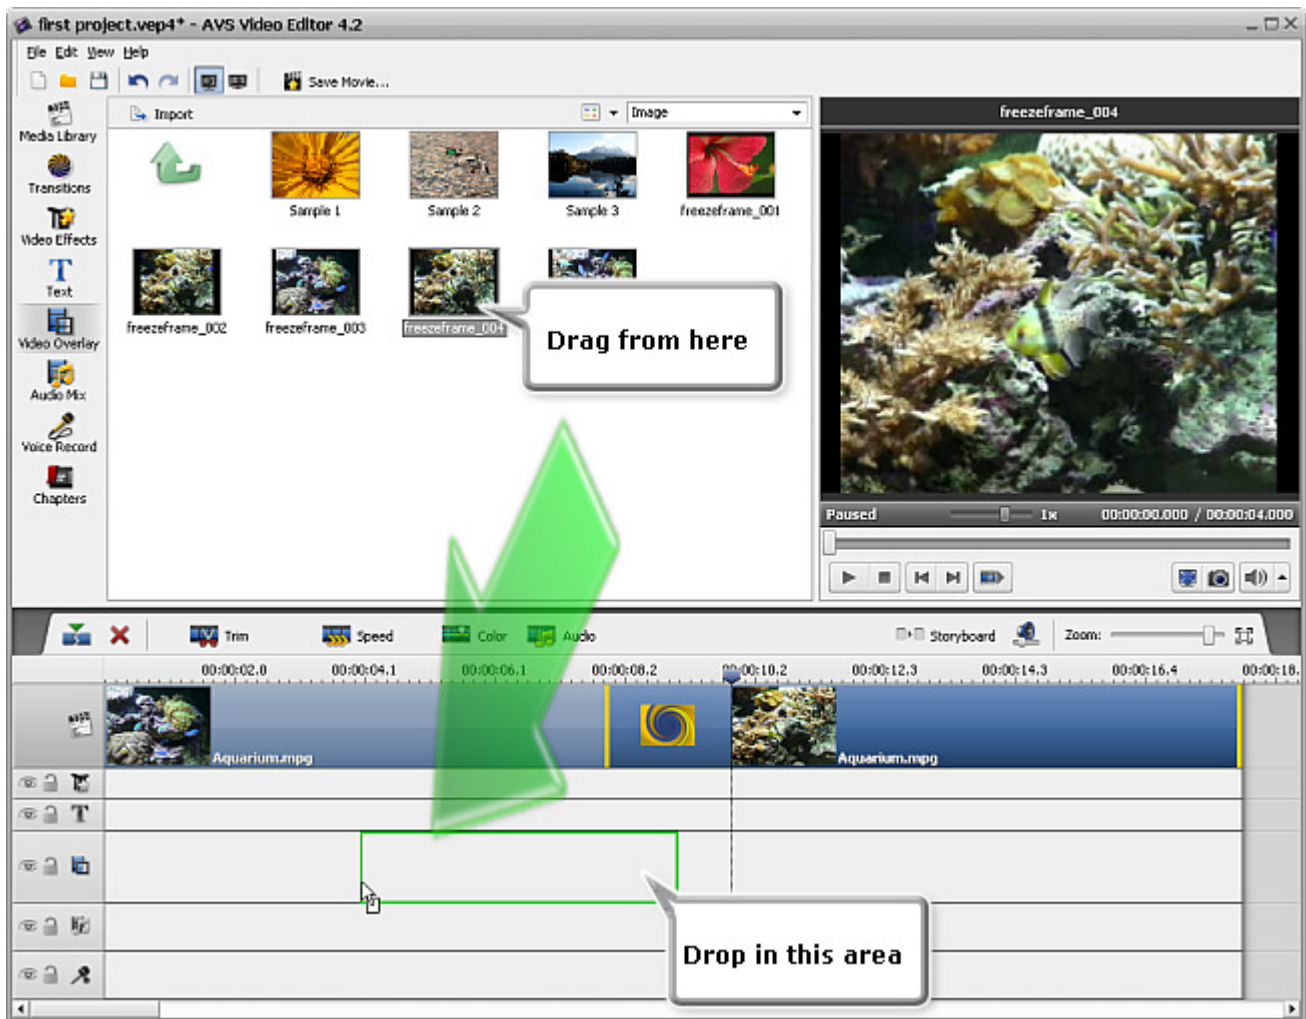 first project.vep4* - AVS Video Editor 4.2
File Edit View Help
Save Movie...
Media Library
Transitions
Video Effects
Text
Video Overlay
Audio Mix
Voice Record
Chapters
Import
Image
Sample 1
Sample 2
Sample 3
freezeframe_001
freezeframe_002
freezeframe_003
freezeframe_004
Drag from here
freezeframe_004
Paused
1x
00:00:00.000 / 00:00:04.000
Trim
Speed
Color
Audio
Storyboard
Zoom:
00:00:02.0
00:00:04.1
00:00:06.1
00:00:08.2
00:00:10.2
00:00:12.3
00:00:14.3
00:00:16.4
00:00:18.
Aquarium.mpg
Aquarium.mpg
T
Drop in this area